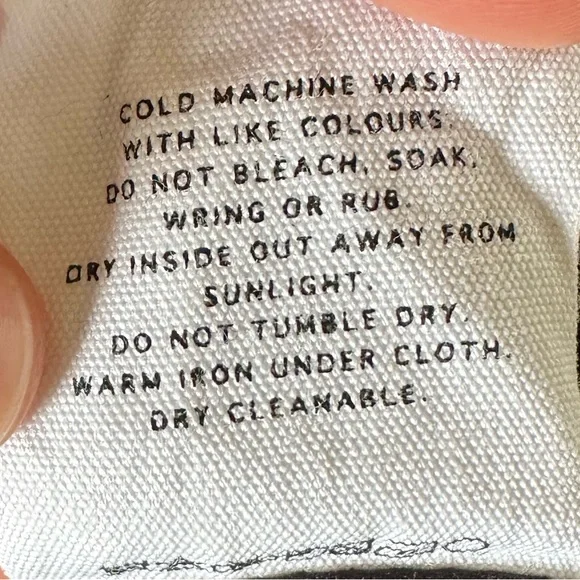 COLD MACHINE WASH
WITH LIKE COLOURS.
DO NOT BLEACH, SOAK,
WRING OR RUB.
DRY INSIDE OUT AWAY FROM
SUNLIGHT.
DO NOT TUMBLE DRY.
WARM IRON UNDER CLOTH.
DRY CLEANABLE.